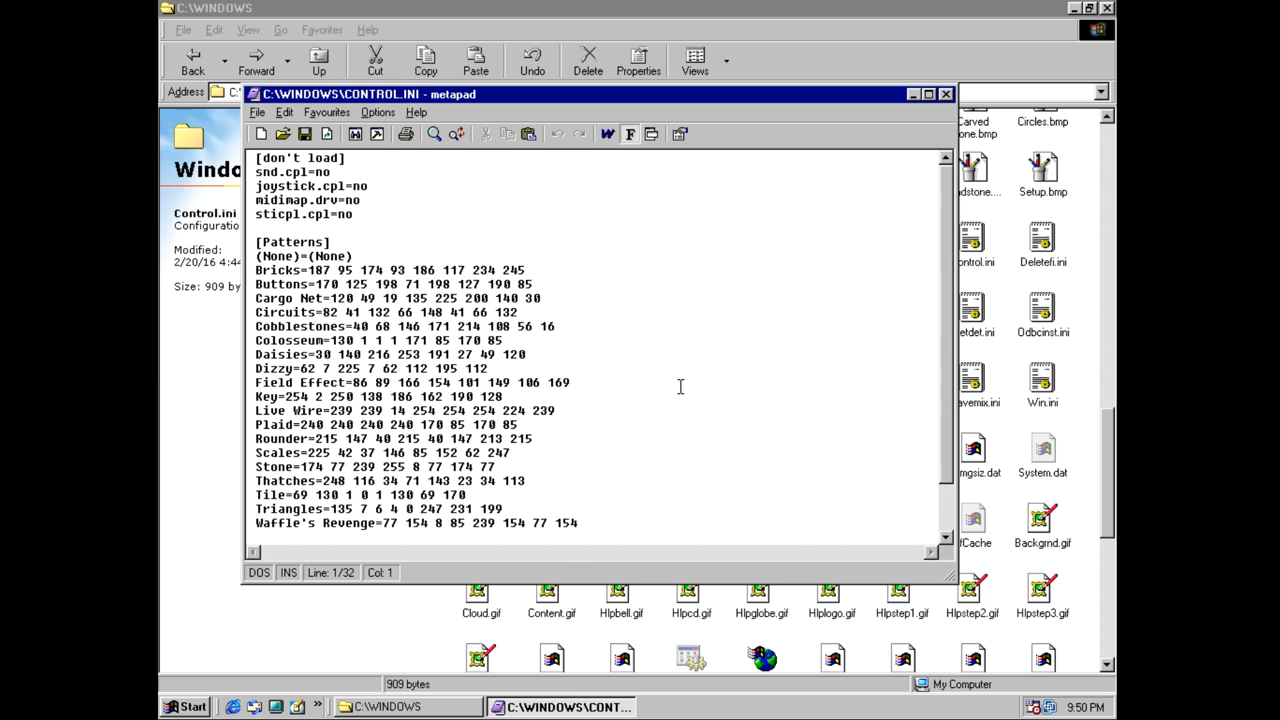 C:\WINDOWS
File Edit View Go Favorites Help
Back Forward Up Cut Copy Paste Undo Delete Properties Views
Address C:
C:\WINDOWS\CONTROL.INI - metapad
File Edit Favourites Options Help
[don't load]
snd.cpl=no
joystick.cpl=no
midimap.drv=no
sticpl.cpl=no
[Patterns]
(None)=(None)
Bricks=187 95 174 93 186 117 234 245
Buttons=170 125 198 71 198 127 190 85
Cargo Net=120 49 19 135 225 200 140 30
Circuits=82 41 132 66 148 41 66 132
Cobblestones=40 68 146 171 214 108 56 16
Colosseum=130 1 1 1 171 85 170 85
Daisies=30 140 216 253 191 27 49 120
Dizzy=62 7 225 7 62 112 195 112
Field Effect=86 89 166 154 101 149 106 169
Key=254 2 250 138 186 162 190 128
Live Wire=239 239 14 254 254 254 224 239
Plaid=240 240 240 240 170 85 170 85
Rounder=215 147 40 215 40 147 213 215
Scales=225 42 37 146 85 152 62 247
Stone=174 77 239 255 8 77 174 77
Thatches=248 116 34 71 143 23 34 113
Tile=69 130 1 0 1 130 69 170
Triangles=135 7 6 4 0 247 231 199
Waffle's Revenge=77 154 8 85 239 154 77 154
DOS INS Line: 1/32 Col: 1
Windo
Control.ini
Configuratio
Modified:
2/20/16 4:44
Size: 909 by
Carved
one.bmp
Circles.bmp
ndstone.... Setup.bmp
ontrol.ini Deletefi.ini
etdet.ini Odbcinst.ini
avemix.ini Win.ini
mgsiz.dat System.dat
fCache Backgrnd.gif
Cloud.gif Content.gif Hlpbell.gif Hlpcd.gif Hlpglobe.gif Hlplogo.gif Hlpstep1.gif Hlpstep2.gif Hlpstep3.gif
909 bytes My Computer
Start C:\WINDOWS C:\WINDOWS\CONT... 9:50 PM